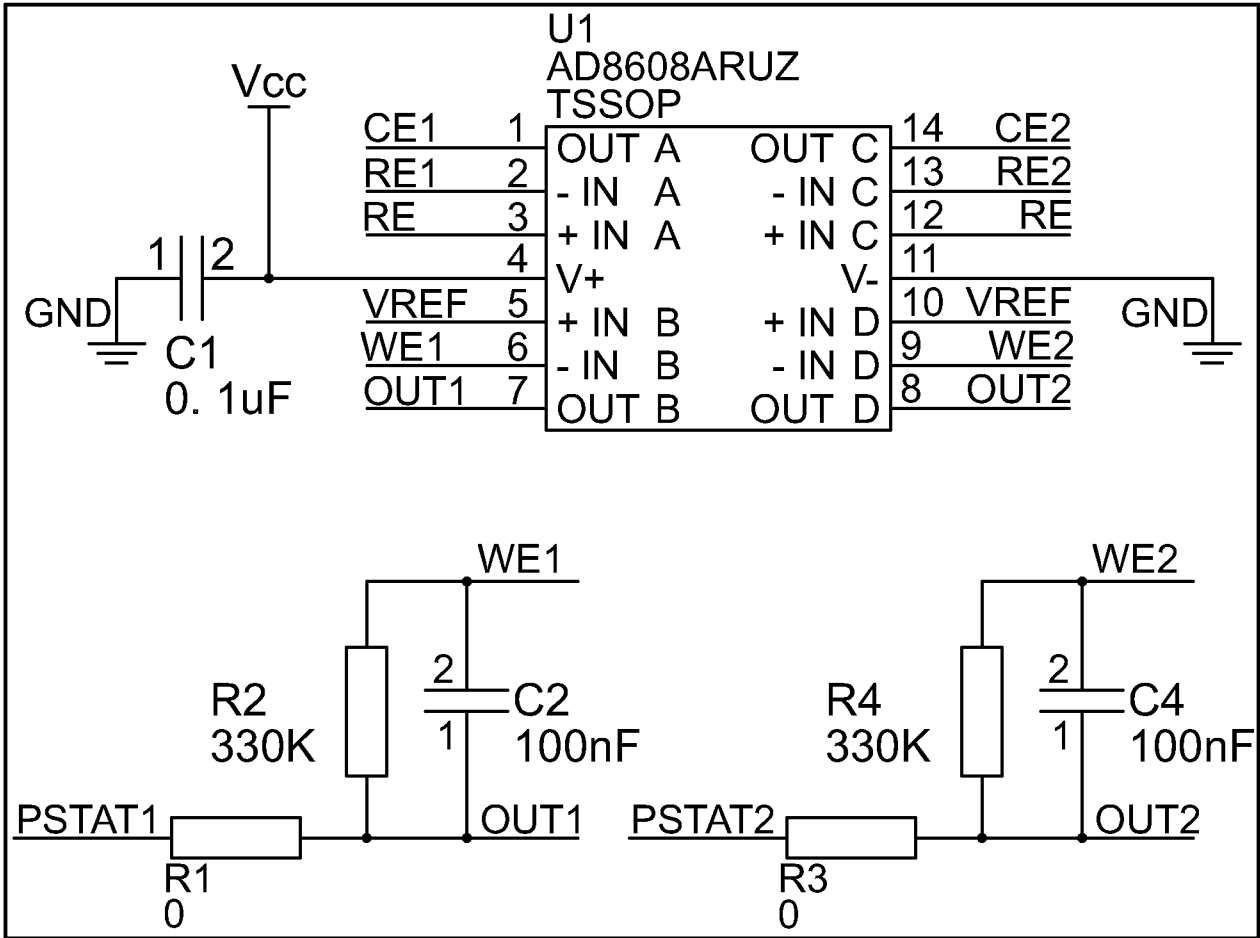 U1
AD8608ARUZ
TSSOP
Vcc
CE1 1 OUT A OUT C 14 CE2
RE1 2 - IN A - IN C 13 RE2
RE 3 + IN A + IN C 12 RE
1 2 4 V+ V- 11
GND VREF 5 + IN B + IN D 10 VREF GND
C1 WE1 6 - IN B - IN D 9 WE2
0. 1uF OUT1 7 OUT B OUT D 8 OUT2
WE1 WE2
R2 2 C2 R4 2 C4
330K 1 100nF 330K 1 100nF
PSTAT1 OUT1 PSTAT2 OUT2
R1 R3
0 0